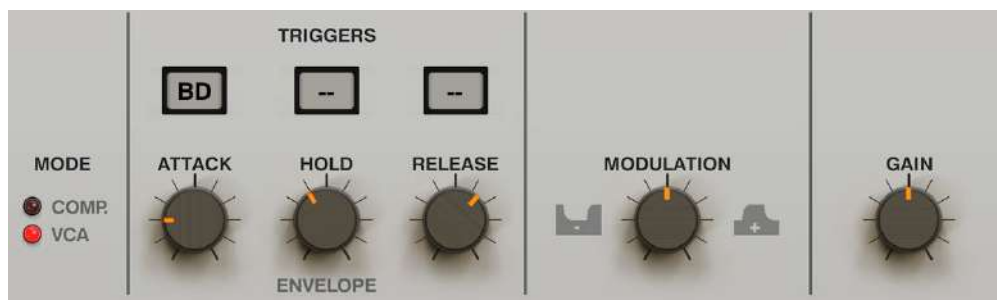 TRIGGERS
BD
--
--
MODE
COMP.
VCA
ATTACK
HOLD
RELEASE
ENVELOPE
MODULATION
-
+
GAIN